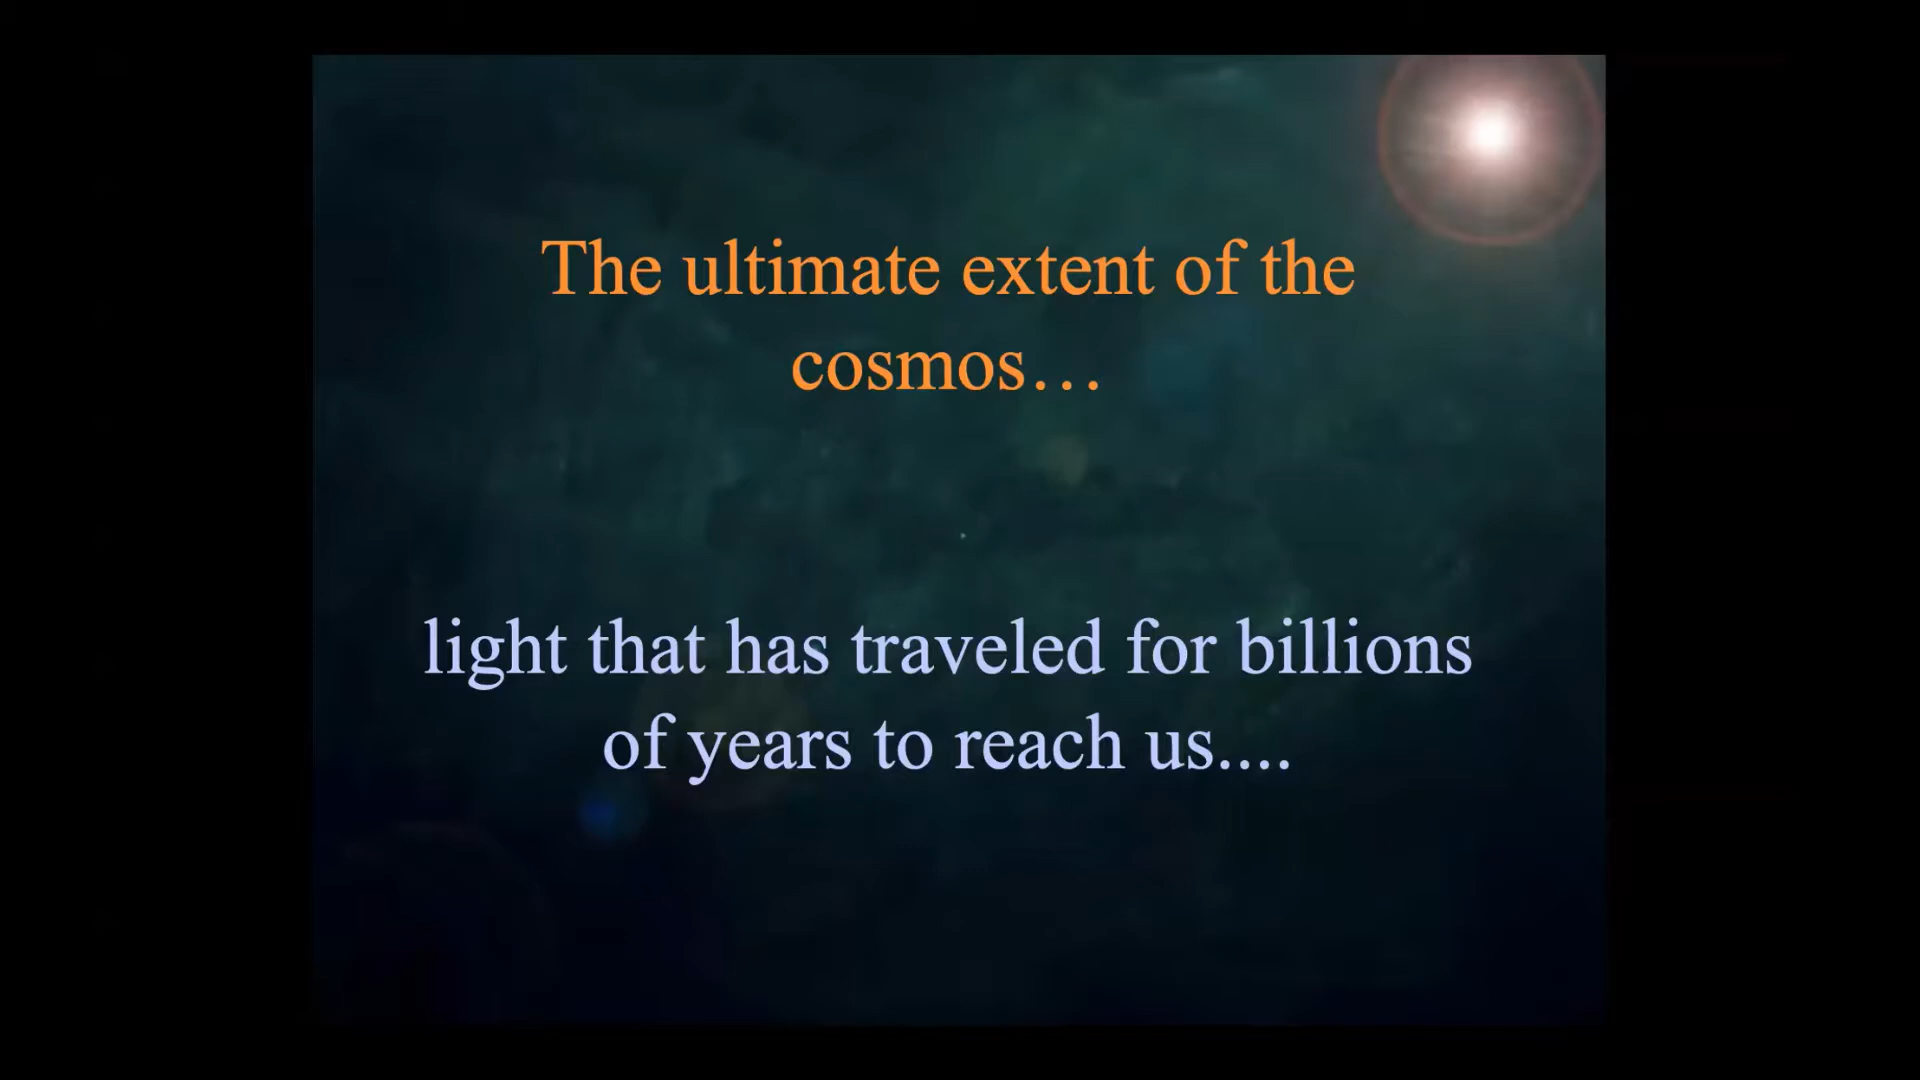 The ultimate extent of the
cosmos…
light that has traveled for billions
of years to reach us....